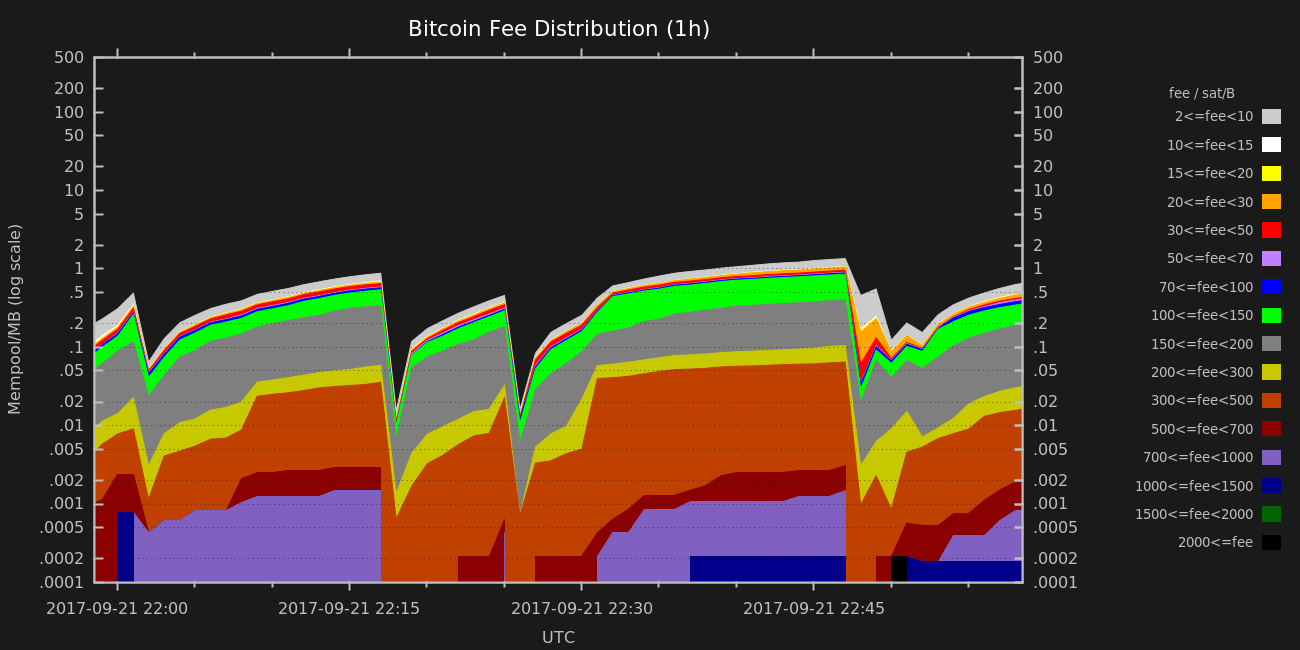 Bitcoin Fee Distribution (1h)
500
200
100
50
20
10
5
2
1
.5
.2
.1
.05
.02
.01
.005
.002
.001
.0005
.0002
.0001
Mempool/MB (log scale)
500
200
100
50
20
10
5
2
1
.5
.2
.1
.05
.02
.01
.005
.002
.001
.0005
.0002
.0001
2017-09-21 22:00
2017-09-21 22:15
2017-09-21 22:30
2017-09-21 22:45
UTC
fee / sat/B
2<=fee<10
10<=fee<15
15<=fee<20
20<=fee<30
30<=fee<50
50<=fee<70
70<=fee<100
100<=fee<150
150<=fee<200
200<=fee<300
300<=fee<500
500<=fee<700
700<=fee<1000
1000<=fee<1500
1500<=fee<2000
2000<=fee